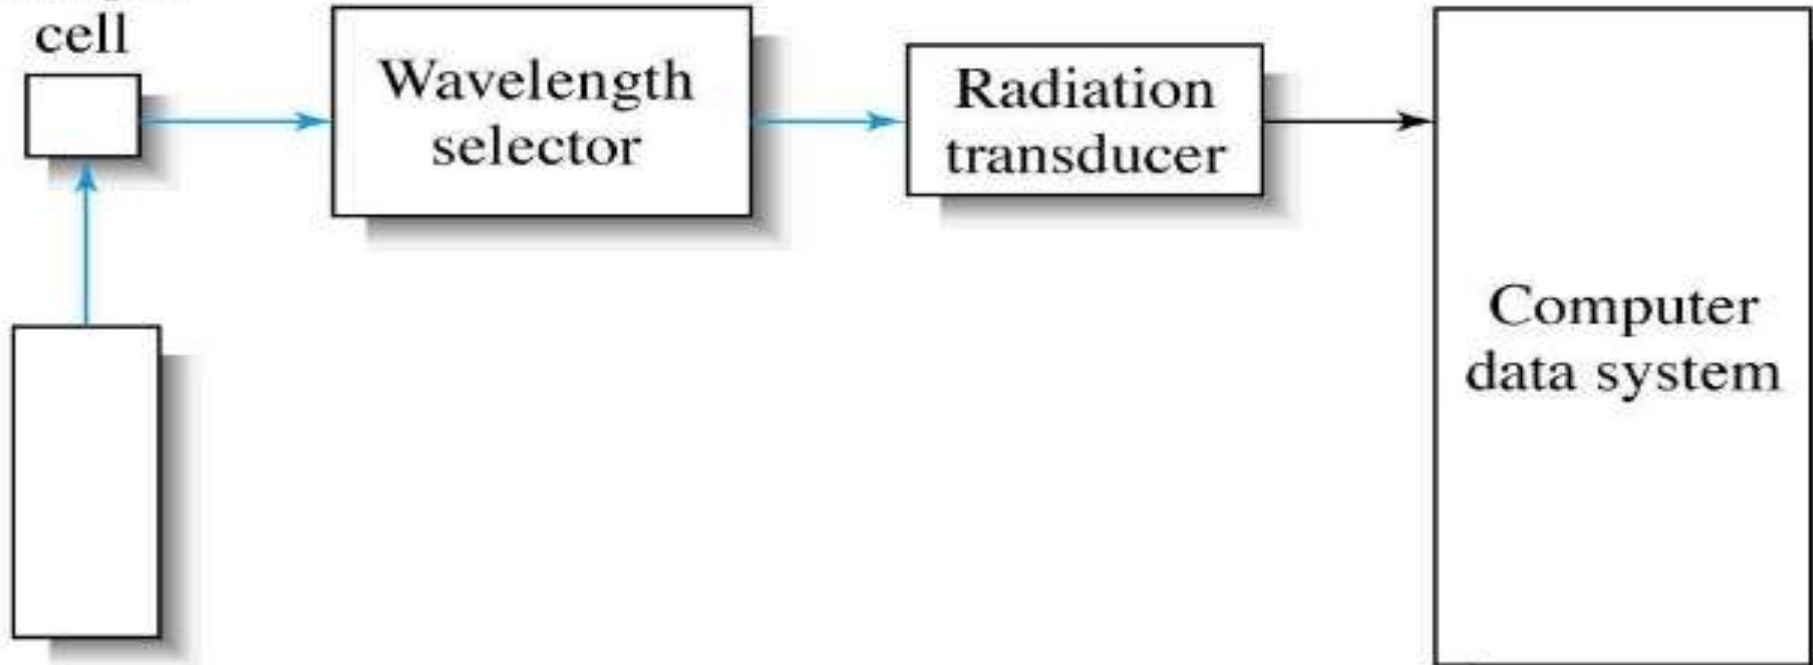 cell
Wavelength
selector
Radiation
transducer
Computer
data system